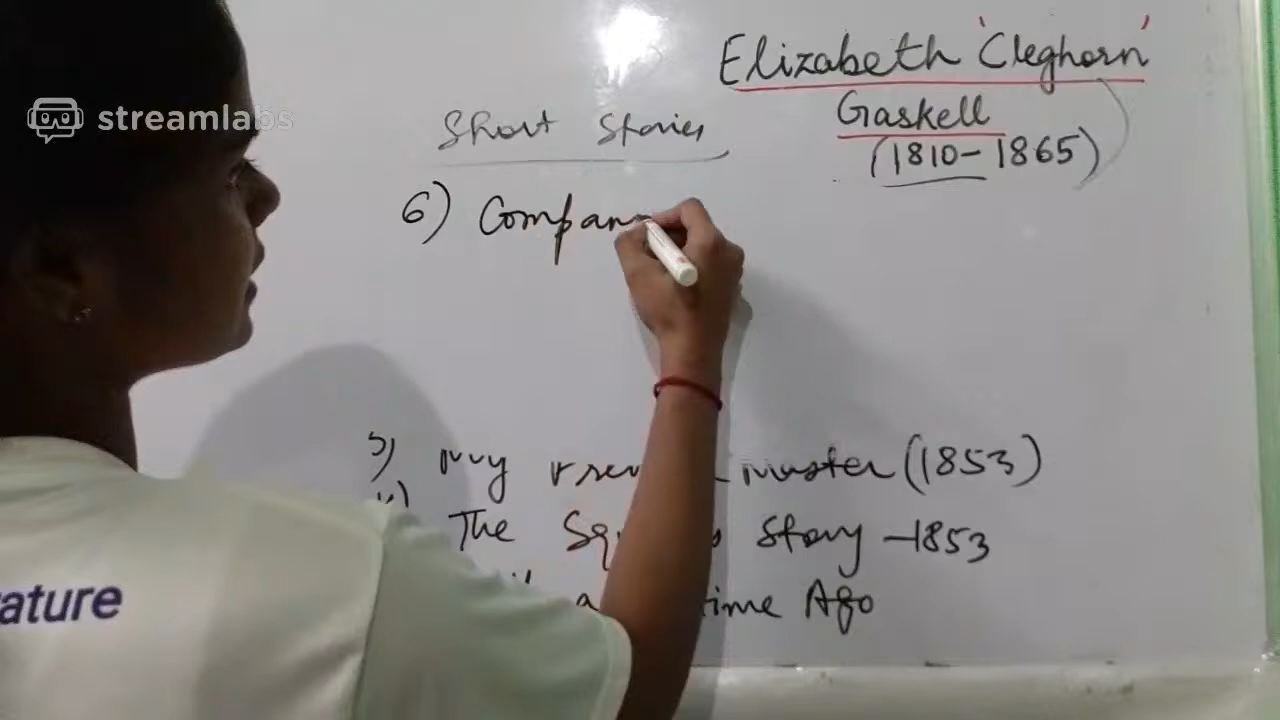 Elizabeth 'Cleghorn'
Gaskell
(1810-1865)
streamlabs
Short Stories
6) Compan
5) My master (1853)
The Story -1853
time Ago
ature